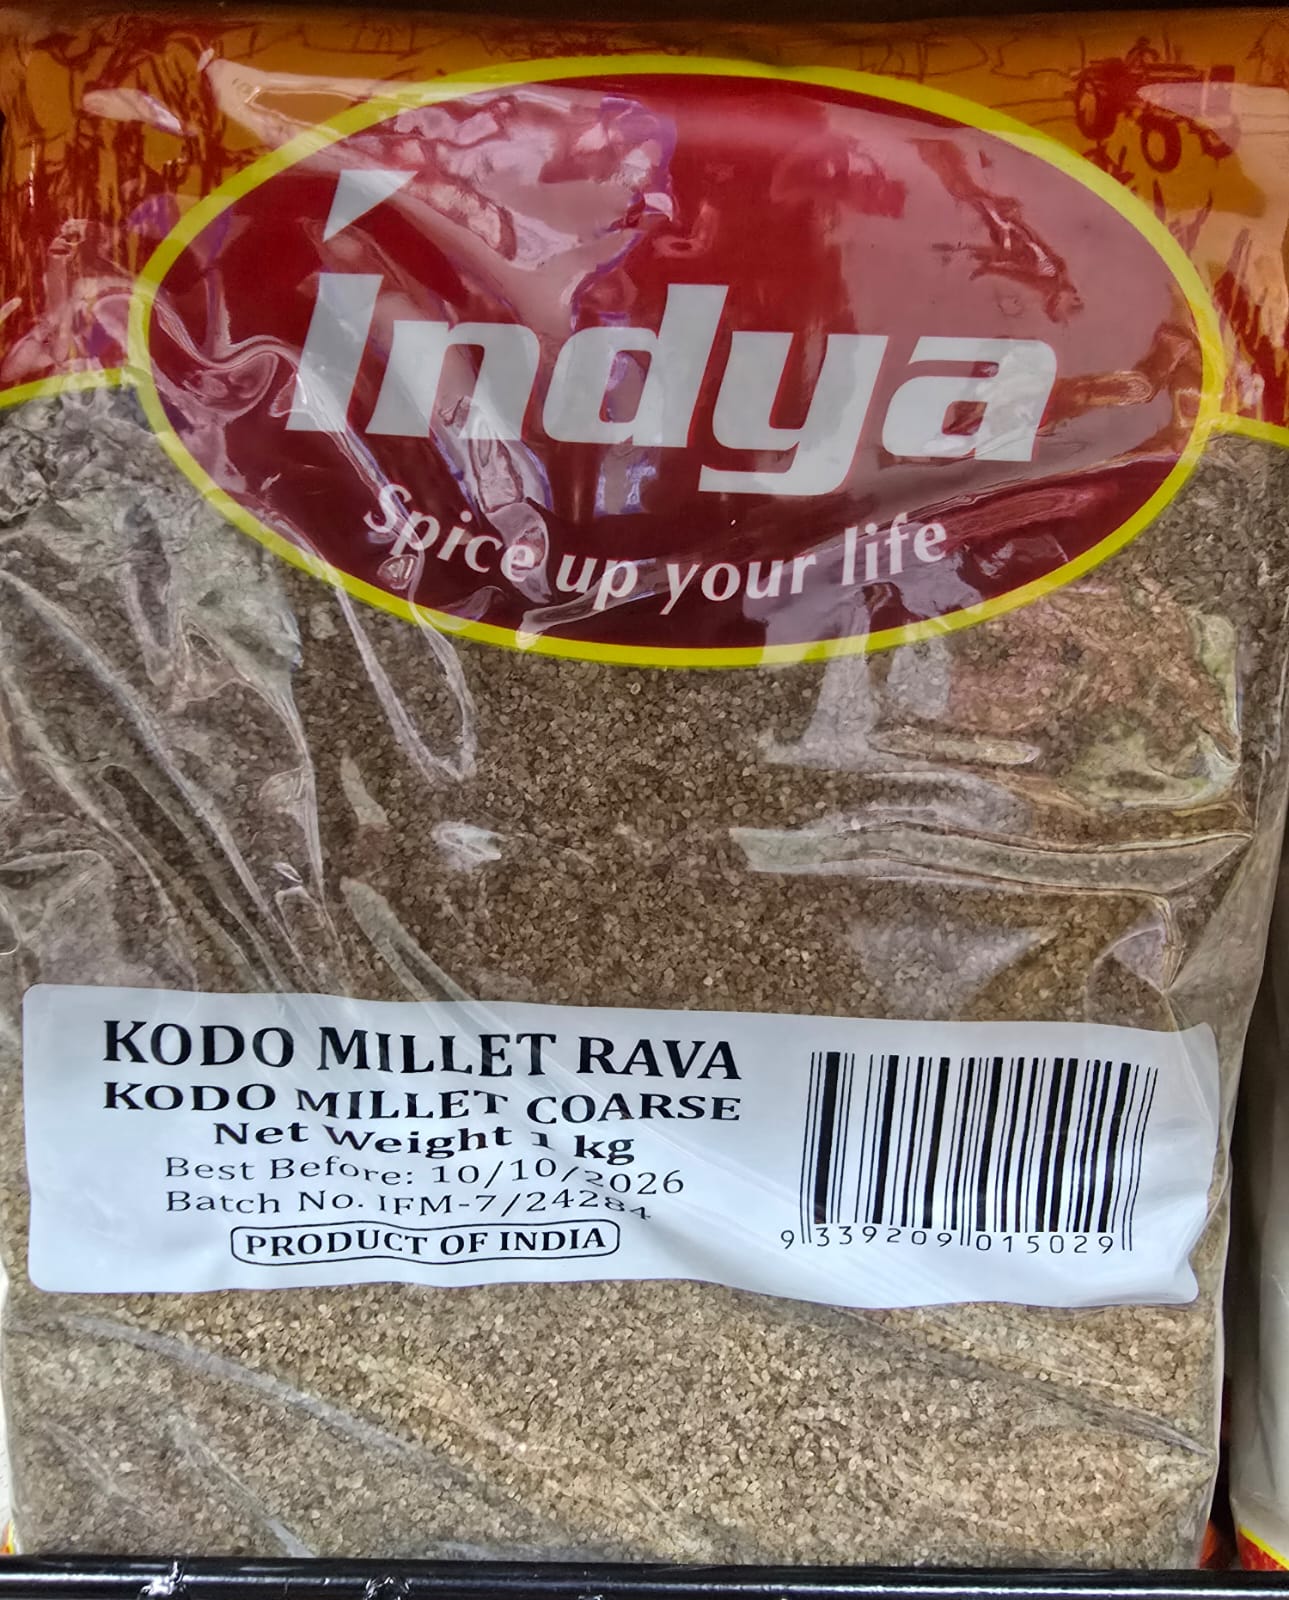 indya
Spice up your life
KODO MILLET RAVA
KODO MILLET COARSE
Net Weight 1 kg
Best Before: 10/10/2026
Batch No. IFM-7/24284
PRODUCT OF INDIA
9 339209 015029